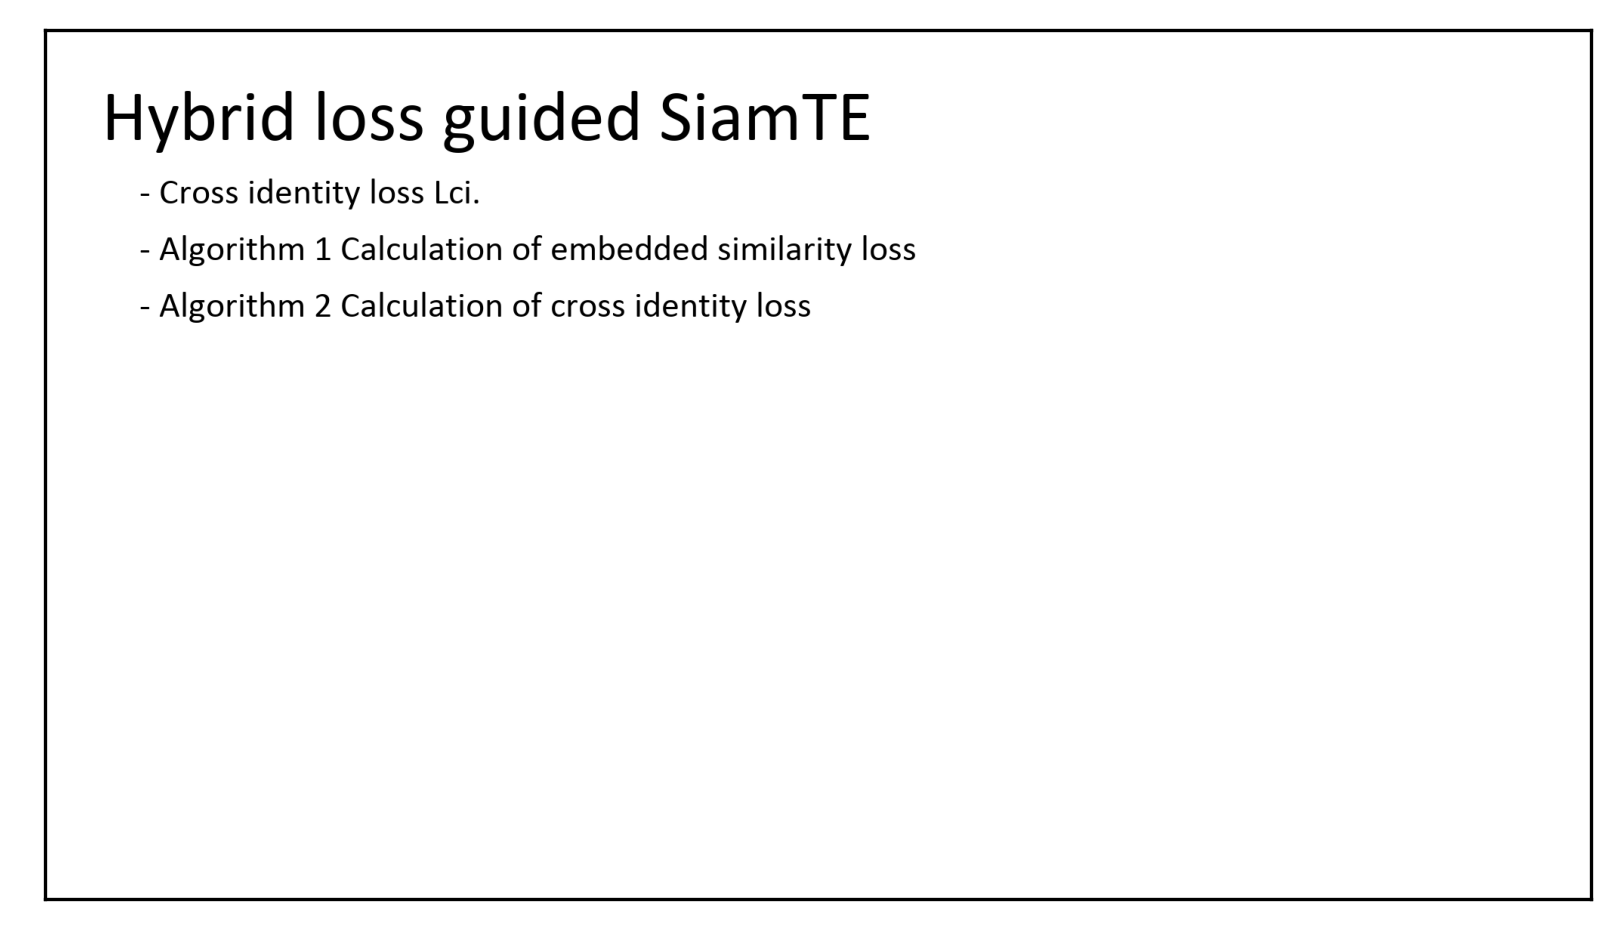 Hybrid loss guided SiamTE
- Cross identity loss Lci.
- Algorithm 1 Calculation of embedded similarity loss
- Algorithm 2 Calculation of cross identity loss